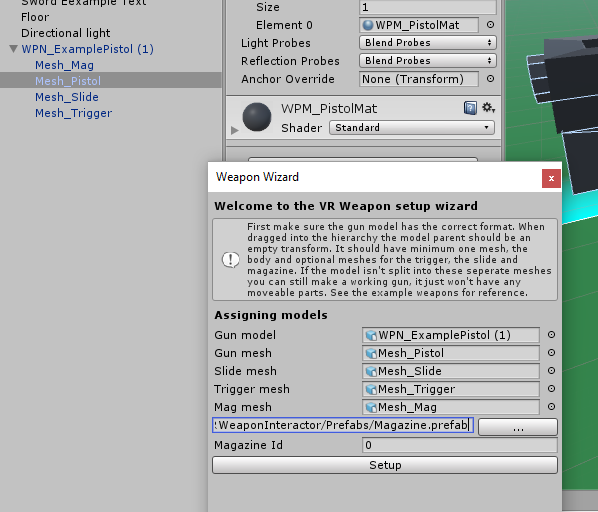 SWord Eexample Text
Floor
Directional light
WPN_ExamplePistol (1)
Mesh_Mag
Mesh_Pistol
Mesh_Slide
Mesh_Trigger
Size 1
Element 0 WPM_PistolMat
Light Probes Blend Probes
Reflection Probes Blend Probes
Anchor Override None (Transform)
WPM_PistolMat
Shader Standard
Weapon Wizard x
Welcome to the VR Weapon setup wizard
First make sure the gun model has the correct format. When
dragged into the hierarchy the model parent should be an
empty transform. It should have minimum one mesh, the
body and optional meshes for the trigger, the slide and
magazine. If the model isn't split into these seperate meshes
you can still make a working gun, it just won't have any
moveable parts. See the example weapons for reference.
Assigning models
Gun model WPN_ExamplePistol (1)
Gun mesh Mesh_Pistol
Slide mesh Mesh_Slide
Trigger mesh Mesh_Trigger
Mag mesh Mesh_Mag
WeaponInteractor/Prefabs/Magazine.prefab ...
Magazine Id 0
Setup